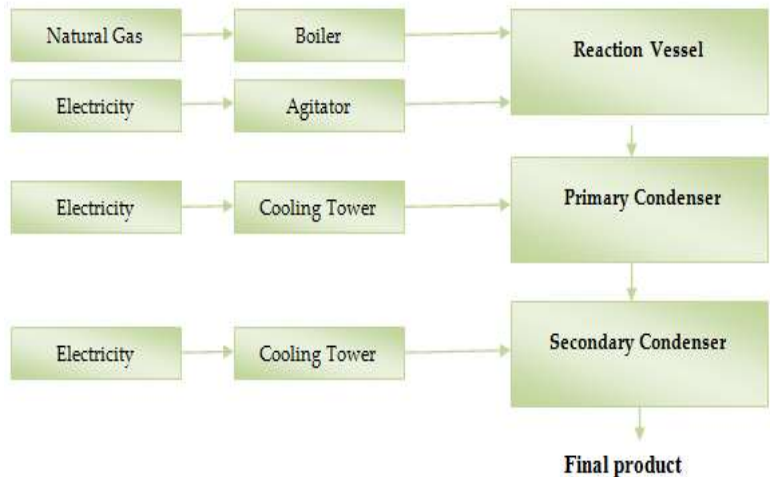 Natural Gas
Boiler
Reaction Vessel
Electricity
Agitator
Electricity
Cooling Tower
Primary Condenser
Electricity
Cooling Tower
Secondary Condenser
Final product